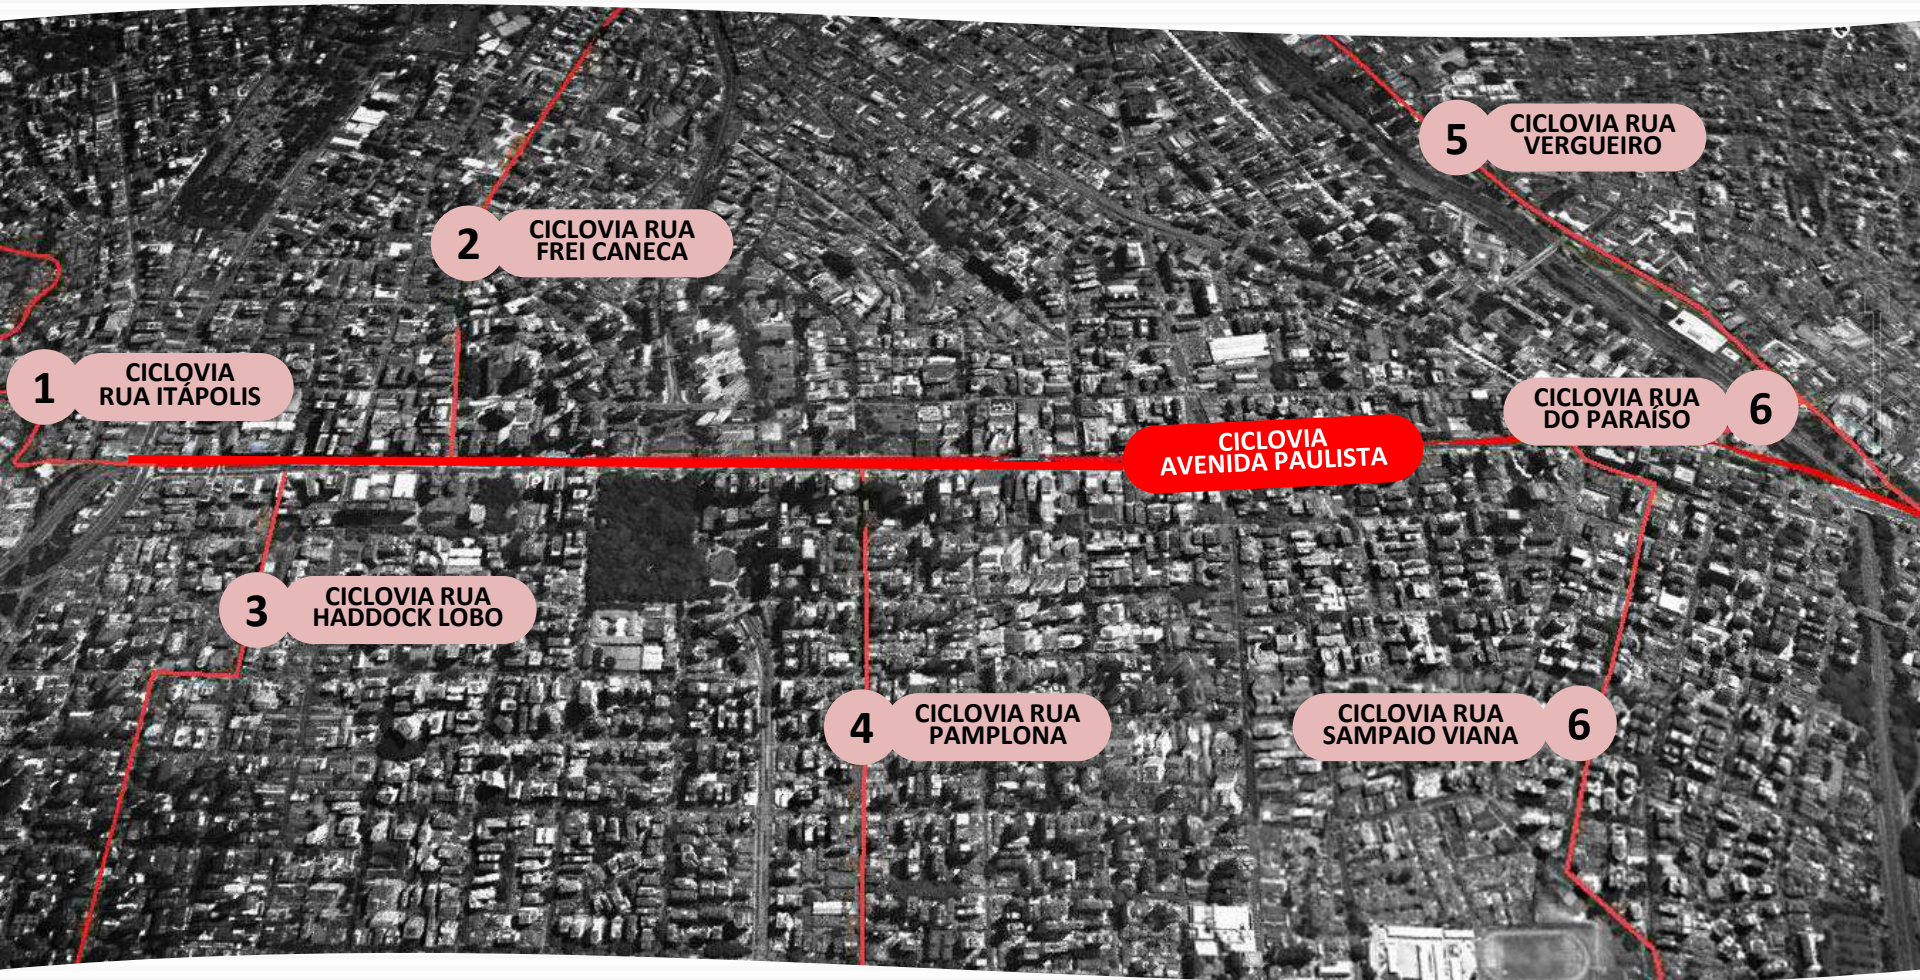 5
CICLOVIA RUA
VERGUEIRO
2
CICLOVIA RUA
FREI CANECA
1
CICLOVIA
RUA ITÁPOLIS
CICLOVIA RUA
DO PARAÍSO
6
CICLOVIA
AVENIDA PAULISTA
3
CICLOVIA RUA
HADDOCK LOBO
4
CICLOVIA RUA
PAMPLONA
CICLOVIA RUA
SAMPAIO VIANA
6